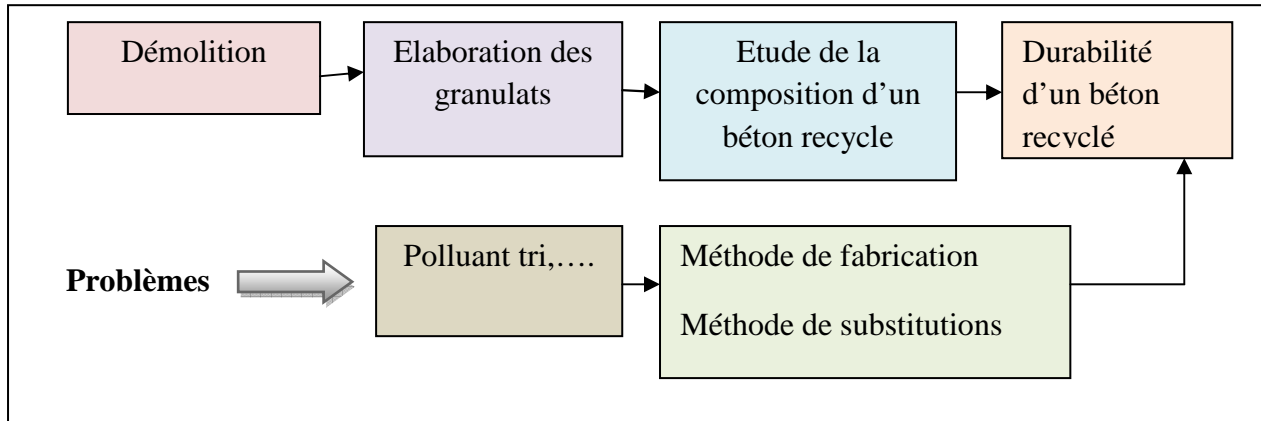 Démolition
Elaboration des
granulats
Etude de la
composition d’un
béton recycle
Durabilité
d’un béton
recyclé
Problèmes
Polluant tri,….
Méthode de fabrication
Méthode de substitutions